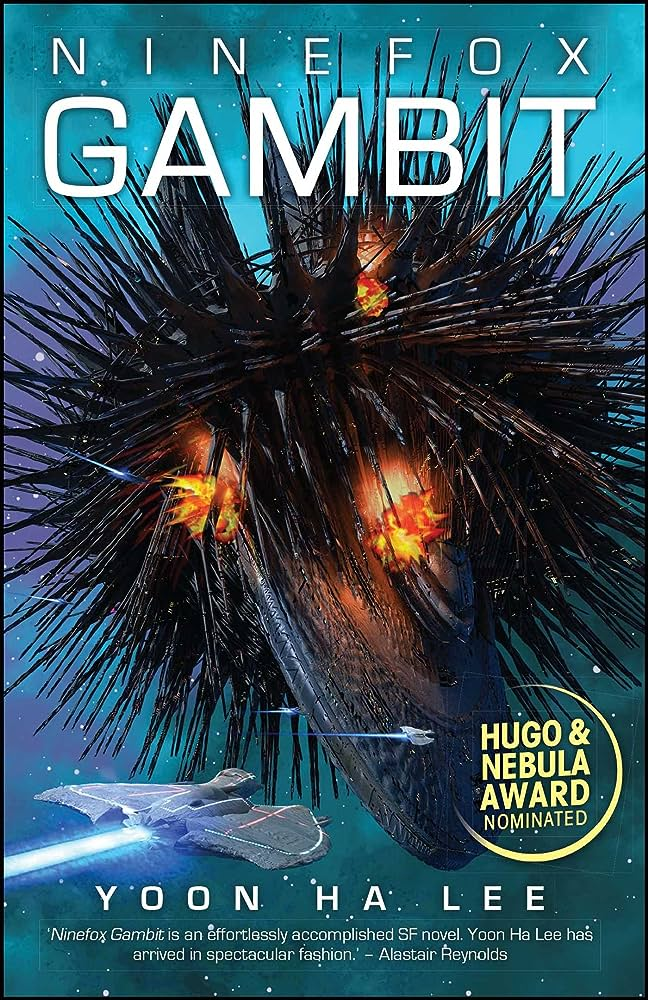 NINEFOX
GAMBIT
HUGO &
NEBULA
AWARD
NOMINATED
YOON HA LEE
‘Ninefox Gambit is an effortlessly accomplished SF novel. Yoon Ha Lee has
arrived in spectacular fashion.’ – Alastair Reynolds